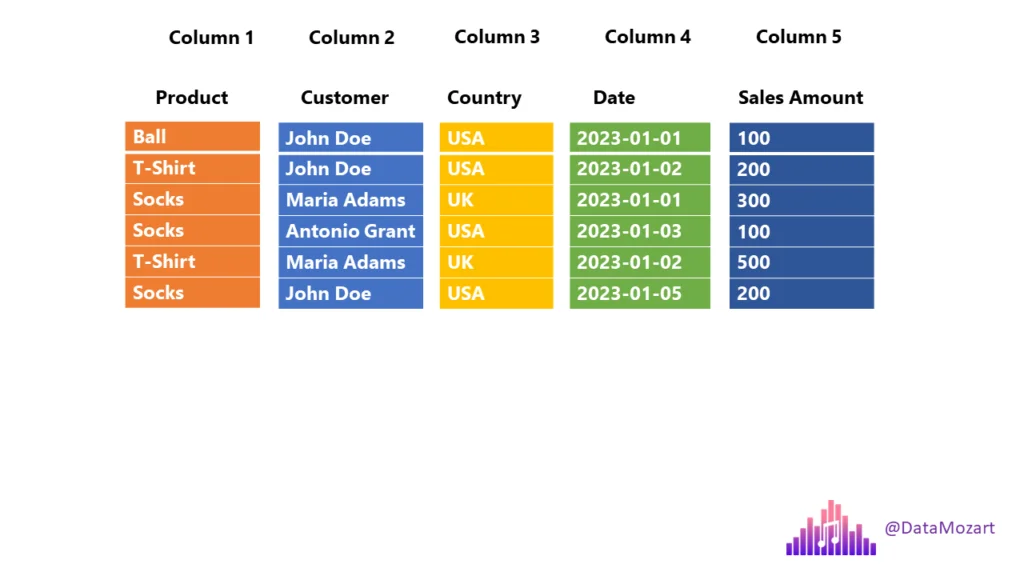 Column 1 Column 2 Column 3 Column 4 Column 5
Product Customer Country Date Sales Amount
Ball John Doe USA 2023-01-01 100
T-Shirt John Doe USA 2023-01-02 200
Socks Maria Adams UK 2023-01-01 300
Socks Antonio Grant USA 2023-01-03 100
T-Shirt Maria Adams UK 2023-01-02 500
Socks John Doe USA 2023-01-05 200
@DataMozart